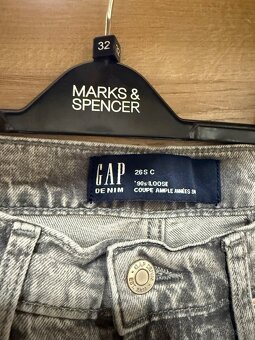 32
MARKS &
SPENCER
GAP
DENIM
26S C
'90s LOOSE
COUPE AMPLE ANNÉES 90